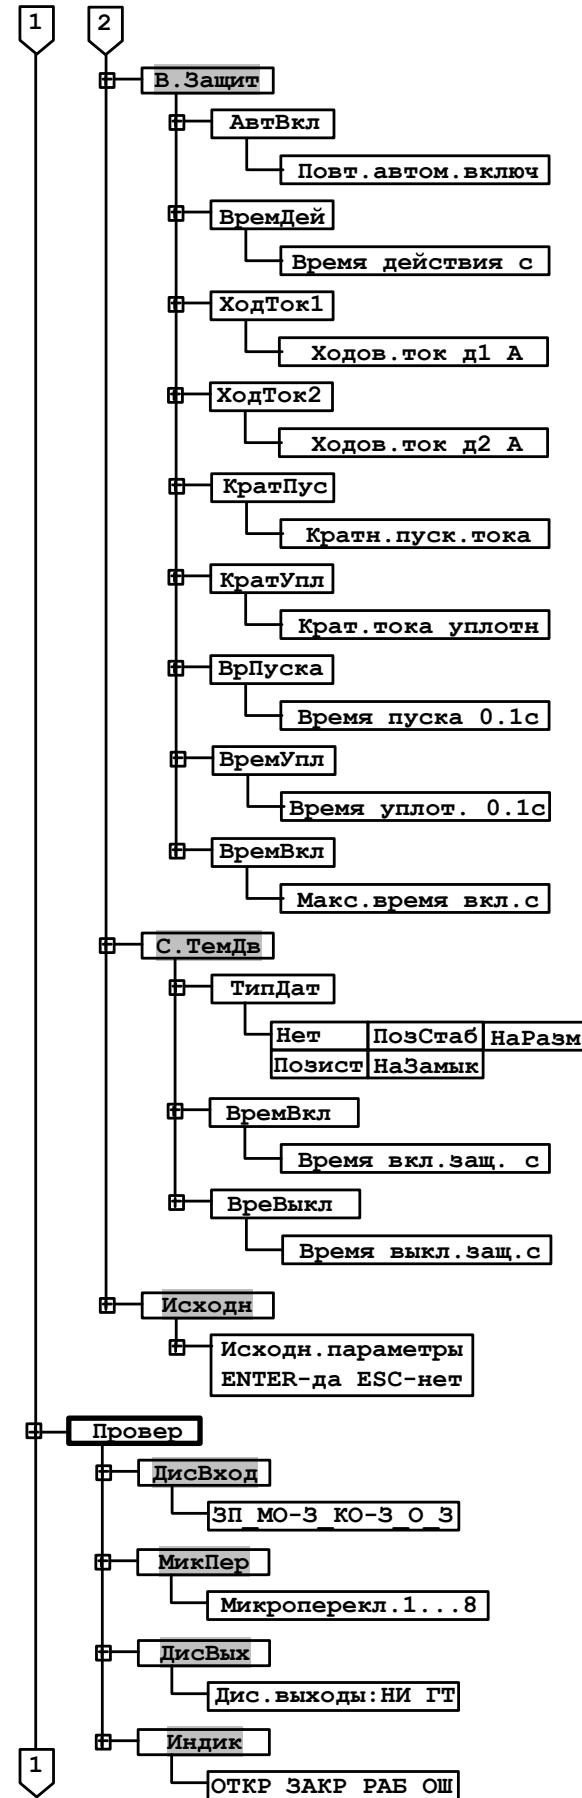 1 2
В.Защит
АвтВкл
Повт.автом.включ
ВремДей
Время действия с
ХодТок1
Ходов.ток д1 А
ХодТок2
Ходов.ток д2 А
КратПус
Кратн.пуск.тока
КратУпл
Крат.тока уплотн
ВрПуска
Время пуска 0.1с
ВремУпл
Время уплот. 0.1с
ВремВкл
Макс.время вкл.с
С.ТемДв
ТипДат
Нет ПозСтаб НаРазм
Позист НаЗамык
ВремВкл
Время вкл.защ. с
ВреВыкл
Время выкл.защ.с
Исходн
Исходн.параметры
ENTER-да ESC-нет
Провер
ДисВход
ЗП_МО-З_КО-З_О_З
МикПер
Микроперекл.1...8
ДисВых
Дис.выходы:НИ ГТ
Индик
1
ОТКР ЗАКР РАБ ОШ